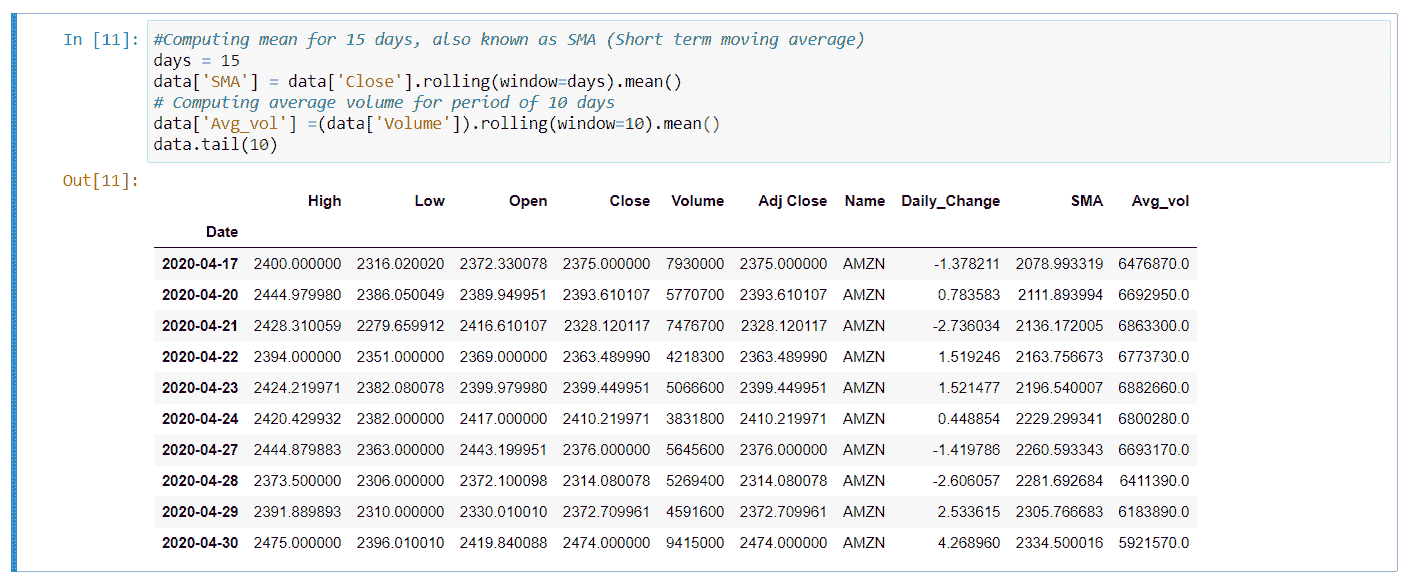 In [11]: #Computing mean for 15 days, also known as SMA (Short term moving average)
days = 15
data['SMA'] = data['Close'].rolling(window=days).mean()
# Computing average volume for period of 10 days
data['Avg_vol'] =(data['Volume']).rolling(window=10).mean()
data.tail(10)
Out[11]:
High Low Open Close Volume Adj Close Name Daily_Change SMA Avg_vol
Date
2020-04-17 2400.000000 2316.020020 2372.330078 2375.000000 7930000 2375.000000 AMZN -1.378211 2078.993319 6476870.0
2020-04-20 2444.979980 2386.050049 2389.949951 2393.610107 5770700 2393.610107 AMZN 0.783583 2111.893994 6692950.0
2020-04-21 2428.310059 2279.659912 2416.610107 2328.120117 7476700 2328.120117 AMZN -2.736034 2136.172005 6863300.0
2020-04-22 2394.000000 2351.000000 2369.000000 2363.489990 4218300 2363.489990 AMZN 1.519246 2163.756673 6773730.0
2020-04-23 2424.219971 2382.080078 2399.979980 2399.449951 5066600 2399.449951 AMZN 1.521477 2196.540007 6882660.0
2020-04-24 2420.429932 2382.000000 2417.000000 2410.219971 3831800 2410.219971 AMZN 0.448854 2229.299341 6800280.0
2020-04-27 2444.879883 2363.000000 2443.199951 2376.000000 5645600 2376.000000 AMZN -1.419786 2260.593343 6693170.0
2020-04-28 2373.500000 2306.000000 2372.100098 2314.080078 5269400 2314.080078 AMZN -2.606057 2281.692684 6411390.0
2020-04-29 2391.889893 2310.000000 2330.010010 2372.709961 4591600 2372.709961 AMZN 2.533615 2305.766683 6183890.0
2020-04-30 2475.000000 2396.010010 2419.840088 2474.000000 9415000 2474.000000 AMZN 4.268960 2334.500016 5921570.0